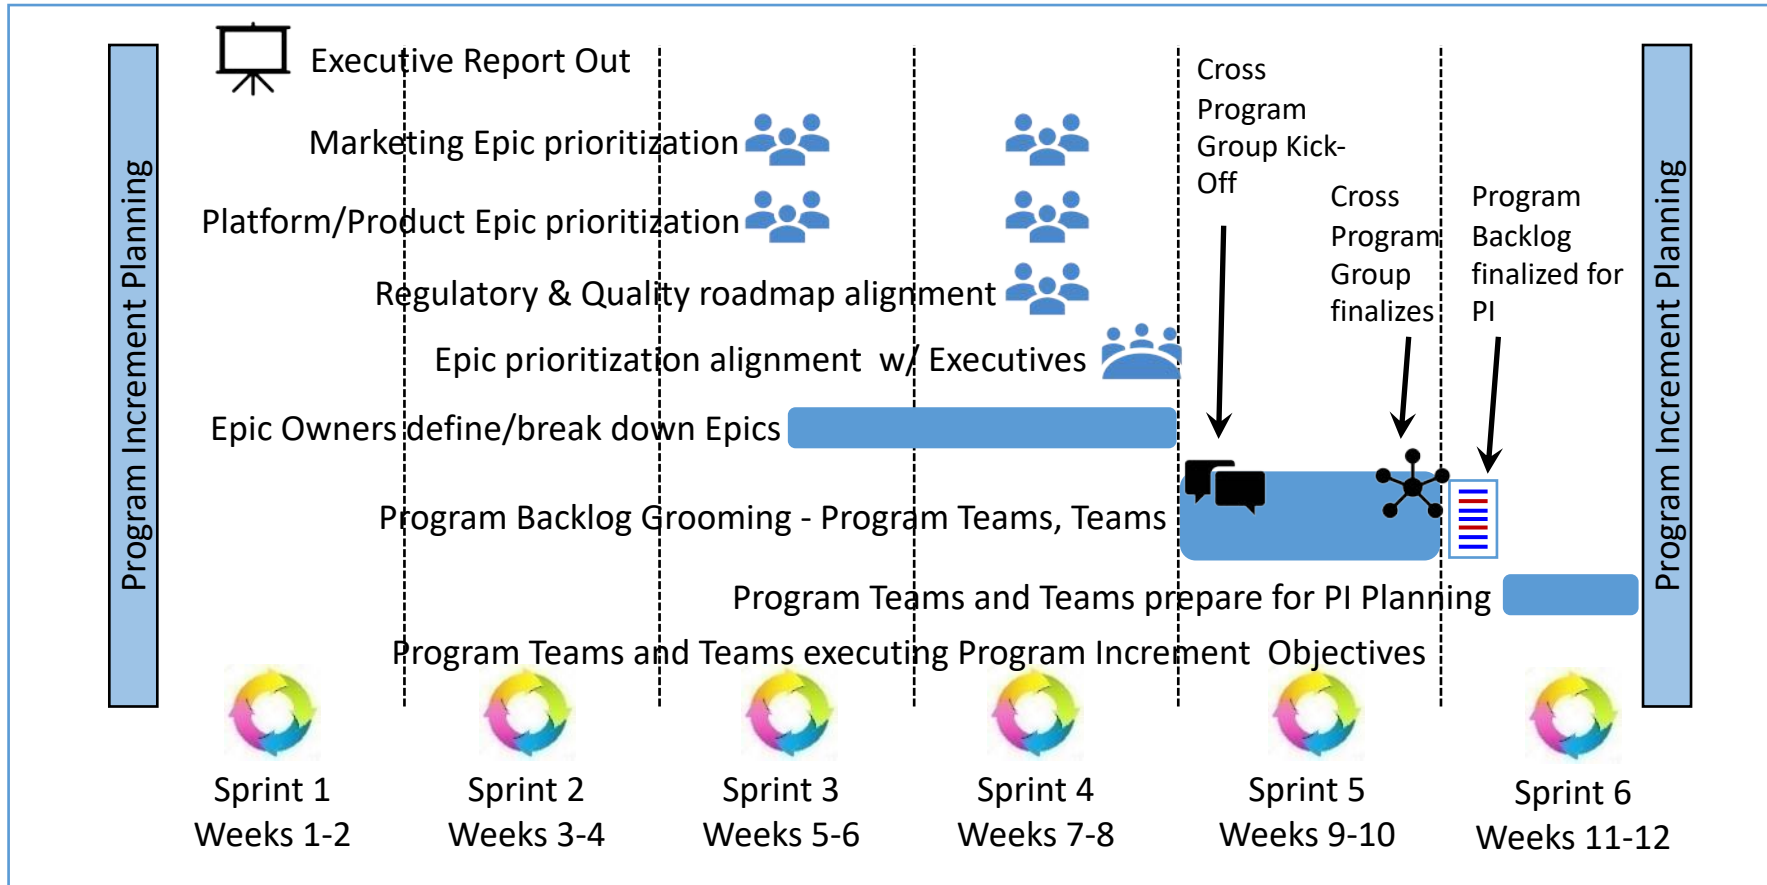 Program Increment Planning
Executive Report Out
Marketing Epic prioritization
Platform/Product Epic prioritization
Regulatory & Quality roadmap alignment
Epic prioritization alignment w/ Executives
Epic Owners define/break down Epics
Program Backlog Grooming - Program Teams, Teams
Program Teams and Teams prepare for PI Planning
Program Teams and Teams executing Program Increment Objectives
Cross
Program
Group Kick-
Off
Cross
Program
Group
finalizes
Program
Backlog
finalized for
PI
Program Increment Planning
Sprint 1
Weeks 1-2
Sprint 2
Weeks 3-4
Sprint 3
Weeks 5-6
Sprint 4
Weeks 7-8
Sprint 5
Weeks 9-10
Sprint 6
Weeks 11-12